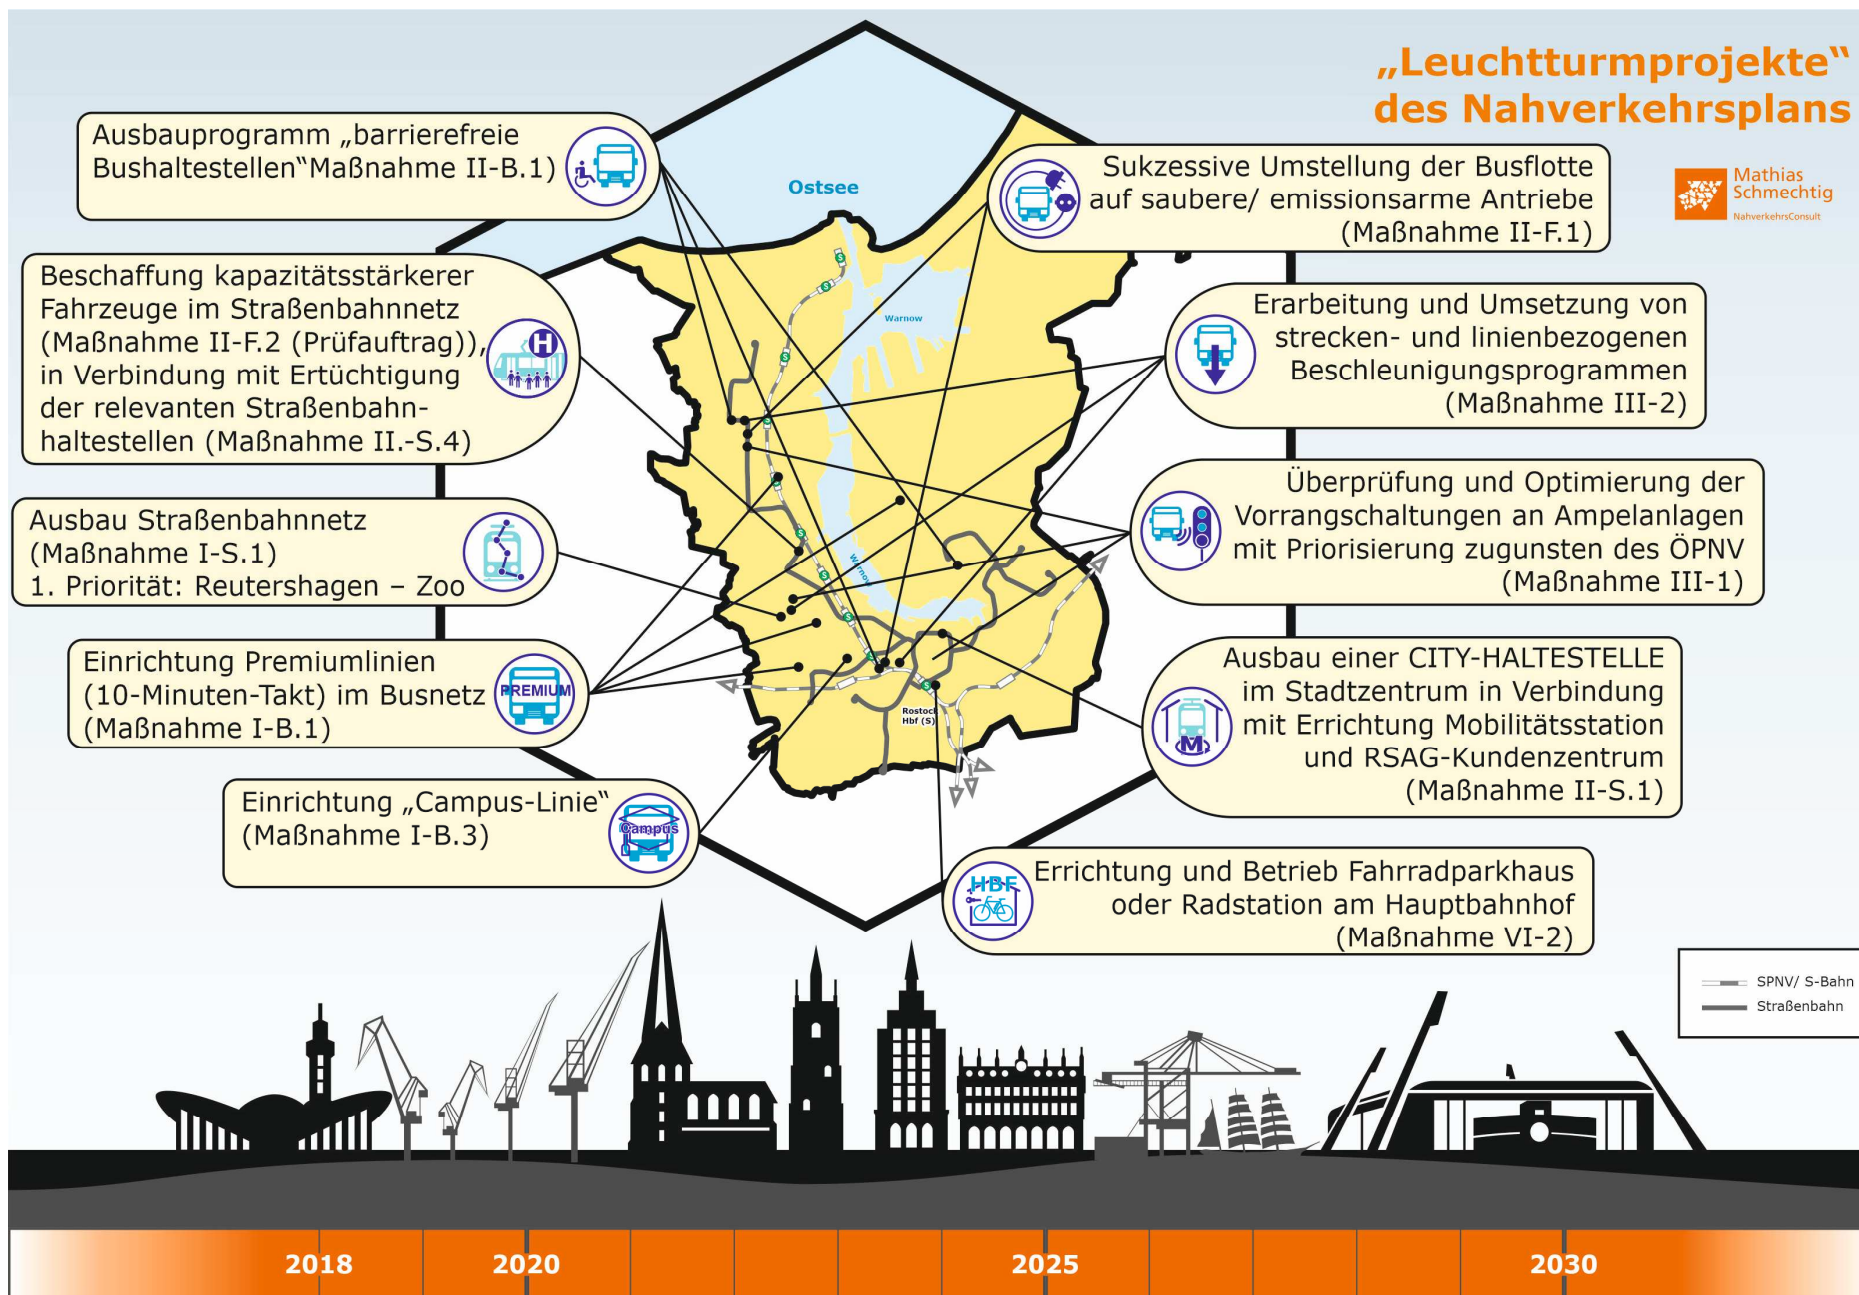 „Leuchtturmprojekte“
des Nahverkehrsplans
Mathias
Schmechtig
NahverkehrsConsult
Ausbauprogramm „barrierefreie
Bushaltestellen“Maßnahme II-B.1)
Beschaffung kapazitätsstärkerer
Fahrzeuge im Straßenbahnnetz
(Maßnahme II-F.2 (Prüfauftrag)),
in Verbindung mit Ertüchtigung
der relevanten Straßenbahn-
haltestellen (Maßnahme II.-S.4)
H
Ausbau Straßenbahnnetz
(Maßnahme I-S.1)
1. Priorität: Reutershagen – Zoo
Einrichtung Premiumlinien
(10-Minuten-Takt) im Busnetz
(Maßnahme I-B.1)
PREMIUM
Einrichtung „Campus-Linie“
(Maßnahme I-B.3)
Campus
Ostsee
Warnow
Warnow
Rostock
Hbf (S)
Sukzessive Umstellung der Busflotte
auf saubere/ emissionsarme Antriebe
(Maßnahme II-F.1)
Erarbeitung und Umsetzung von
strecken- und linienbezogenen
Beschleunigungsprogrammen
(Maßnahme III-2)
Überprüfung und Optimierung der
Vorrangschaltungen an Ampelanlagen
mit Priorisierung zugunsten des ÖPNV
(Maßnahme III-1)
Ausbau einer CITY-HALTESTELLE
im Stadtzentrum in Verbindung
mit Errichtung Mobilitätsstation
und RSAG-Kundenzentrum
(Maßnahme II-S.1)
M
Errichtung und Betrieb Fahrradparkhaus
oder Radstation am Hauptbahnhof
(Maßnahme VI-2)
HBF
SPNV/ S-Bahn
Straßenbahn
2018 2020 2025 2030